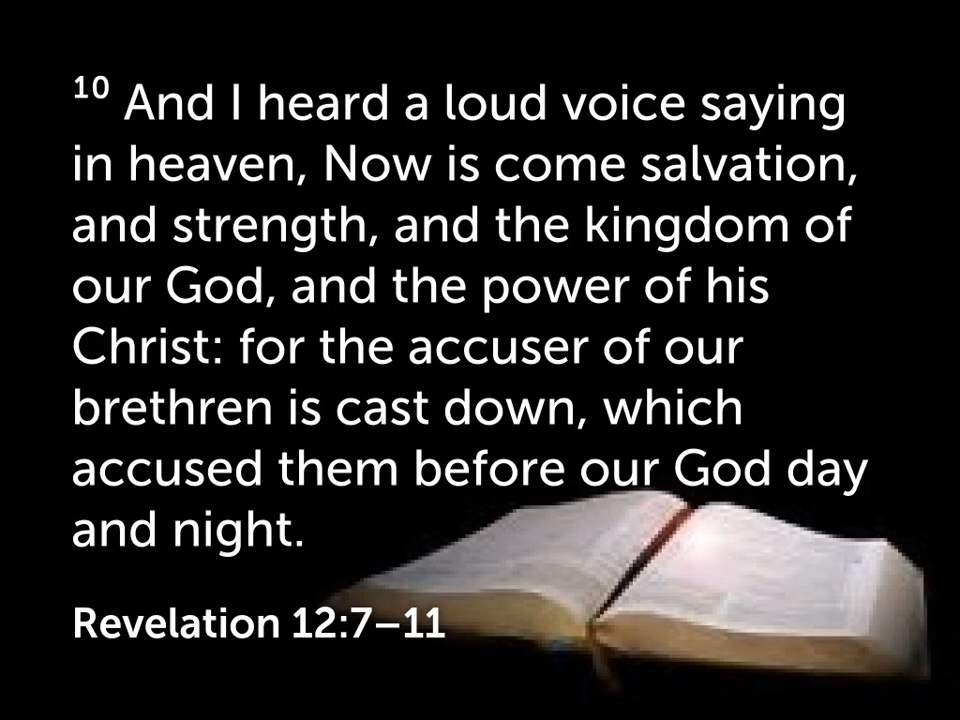 ¹⁰ And I heard a loud voice saying
in heaven, Now is come salvation,
and strength, and the kingdom of
our God, and the power of his
Christ: for the accuser of our
brethren is cast down, which
accused them before our God day
and night.
Revelation 12:7–11